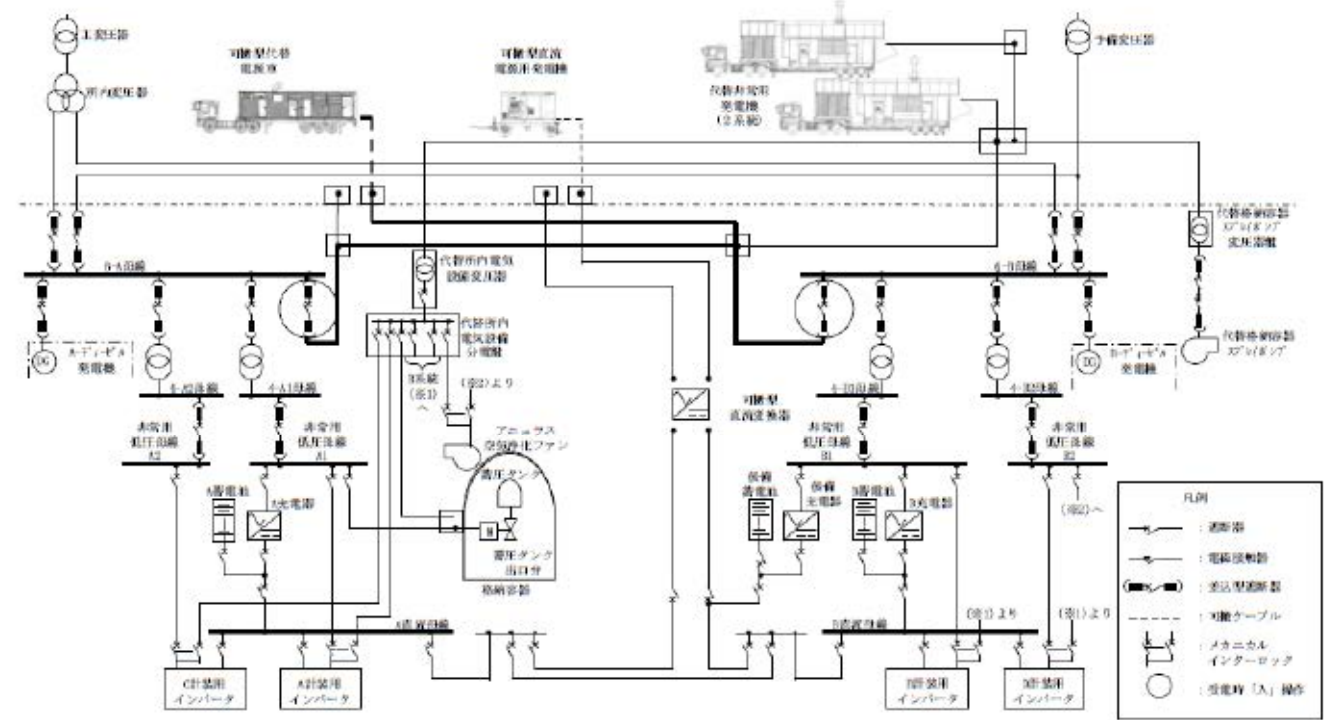 主変圧器
所内変圧器
可搬型代替
電源車
可搬型直流
電源用発電機
代替非常用
発電機
(2系統)
予備変圧器
代替格納容器
スプレイポンプ
変圧器盤
6-A母線
6-B母線
代替所内電気
設備変圧器
代替所内
電気設備
分電盤
B系統
(※1)
へ
(※2)より
代替格納容器
スプレイポンプ
DG
A-ディーゼル
発電機
DG
B-ディーゼル
発電機
4-A2母線
4-A1母線
4-B1母線
4-B2母線
可搬型
直流変換器
非常用
低圧母線
A2
非常用
低圧母線
A1
非常用
低圧母線
B1
非常用
低圧母線
B2
アニュラス
空気浄化ファン
蓄圧タンク
M
蓄圧タンク
出口弁
格納容器
A蓄電池
A充電器
後備
蓄電池
後備
充電器
B蓄電池
B充電器
(※2)へ
(※1)より
(※1)より
A直流母線
B直流母線
C計装用
インバータ
A計装用
インバータ
B計装用
インバータ
D計装用
インバータ
凡例
:遮断器
:電磁接触器
:差込型遮断器
:可搬ケーブル
:メカニカル
インターロック
:受電時「入」操作